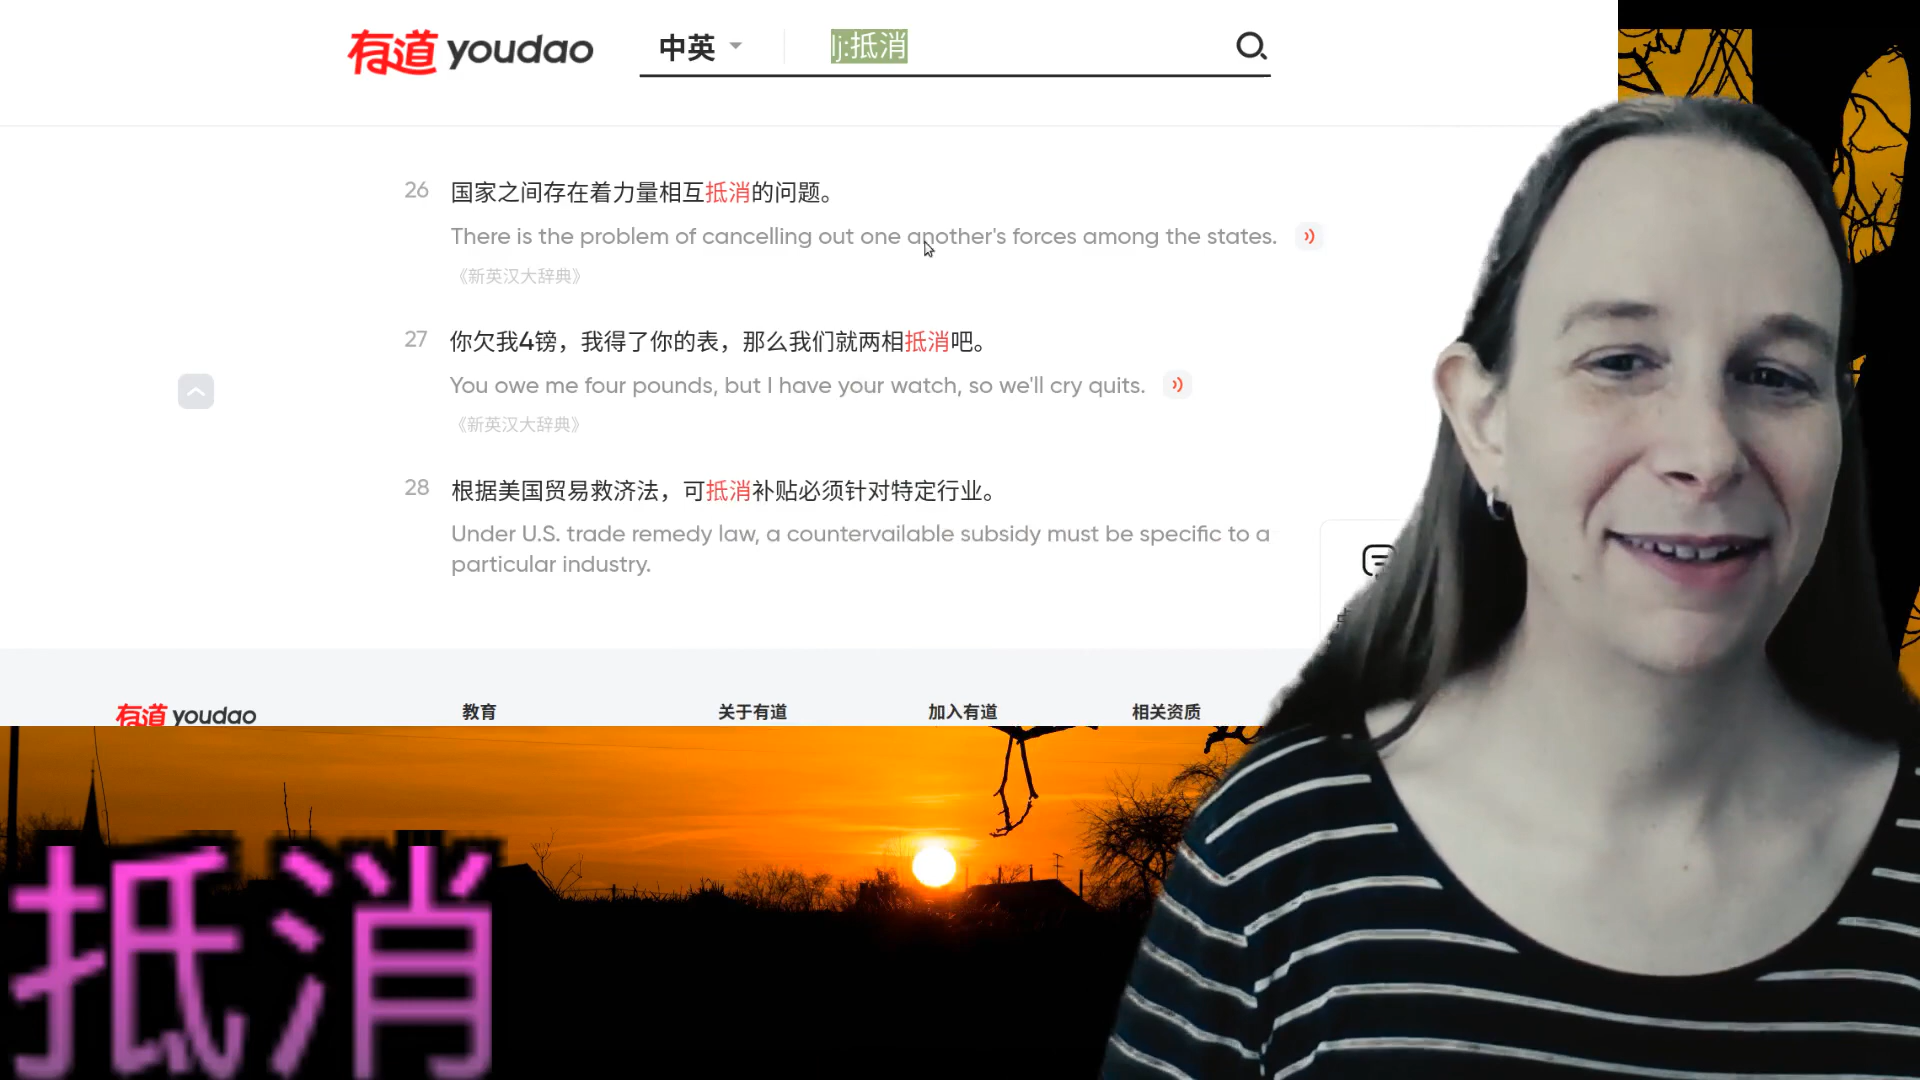 有道 youdao 中英 lj:抵消
26 国家之间存在着力量相互抵消的问题。
There is the problem of cancelling out one another's forces among the states.
《新英汉大辞典》
27 你欠我4镑，我得了你的表，那么我们就两相抵消吧。
You owe me four pounds, but I have your watch, so we'll cry quits.
《新英汉大辞典》
28 根据美国贸易救济法，可抵消补贴必须针对特定行业。
Under U.S. trade remedy law, a countervailable subsidy must be specific to a
particular industry.
有道 youdao 教育 关于有道 加入有道 相关资质
抵消